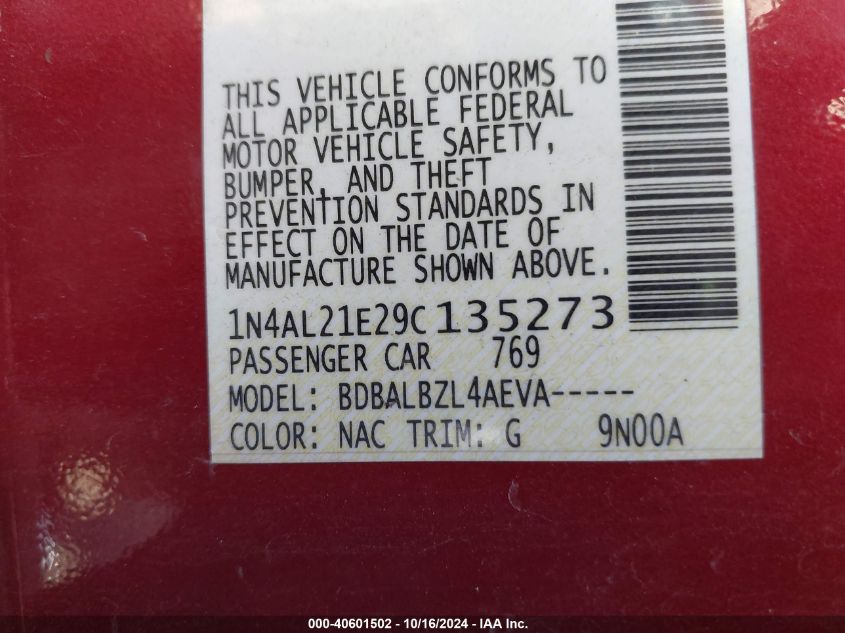 THIS VEHICLE CONFORMS TO
ALL APPLICABLE FEDERAL
MOTOR VEHICLE SAFETY,
BUMPER, AND THEFT
PREVENTION STANDARDS IN
EFFECT ON THE DATE OF
MANUFACTURE SHOWN ABOVE.
1N4AL21E29C135273
PASSENGER CAR 769
MODEL: BDBALBZL4AEVA-----
COLOR: NAC TRIM: G 9N00A
000-40601502 - 10/16/2024 - IAA Inc.